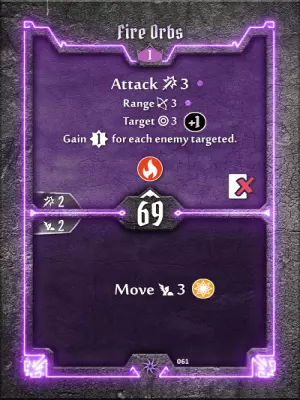 Fire Orbs
1
Attack 3
Range 3
Target 3 +1
Gain 1 for each enemy targeted.
2
69
2
Move 3
061